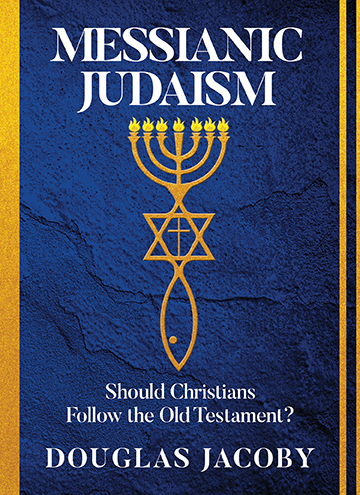 MESSIANIC
JUDAISM
Should Christians
Follow the Old Testament?
DOUGLAS JACOBY